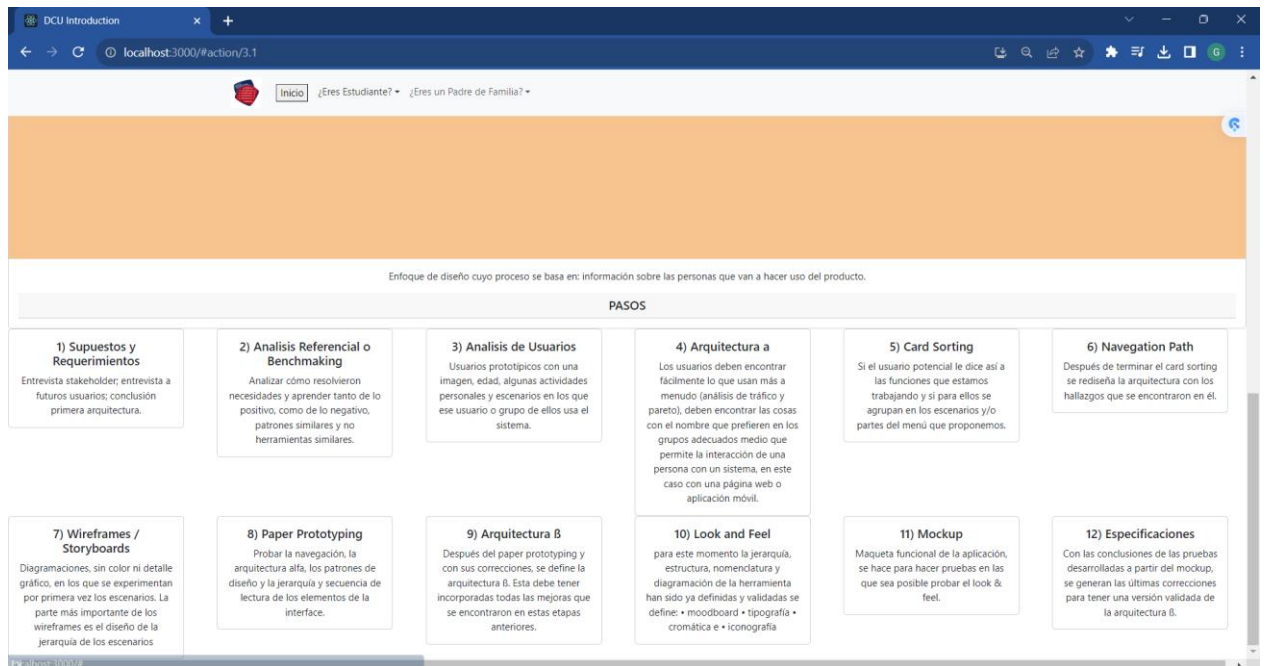 DCU Introduction
localhost:3000/#action/3.1
G
Inicio ¿Eres Estudiante? ¿Eres un Padre de Familia?
Enfoque de diseño cuyo proceso se basa en: información sobre las personas que van a hacer uso del producto.
PASOS
1) Supuestos y
Requerimientos
Entrevista stakeholder; entrevista a
futuros usuarios; conclusión
primera arquitectura.
2) Analisis Referencial o
Benchmaking
Analizar cómo resolvieron
necesidades y aprender tanto de lo
positivo, como de lo negativo,
patrones similares y no
herramientas similares.
3) Analisis de Usuarios
Usuarios prototípicos con una
imagen, edad, algunas actividades
personales y escenarios en los que
ese usuario o grupo de ellos usa el
sistema.
4) Arquitectura a
Los usuarios deben encontrar
fácilmente lo que usan más a
menudo (análisis de tráfico y
pareto), deben encontrar las cosas
con el nombre que prefieren en los
grupos adecuados medio que
permite la interacción de una
persona con un sistema, en este
caso con una página web o
aplicación móvil.
5) Card Sorting
Si el usuario potencial le dice así a
las funciones que estamos
trabajando y si para ellos se
agrupan en los escenarios y/o
partes del menú que proponemos.
6) Navegation Path
Después de terminar el card sorting
se rediseña la arquitectura con los
hallazgos que se encontraron en él.
7) Wireframes /
Storyboards
Diagramaciones, sin color ni detalle
gráfico, en los que se experimentan
por primera vez los escenarios. La
parte más importante de los
wireframes es el diseño de la
jerarquía de los escenarios
8) Paper Prototyping
Probar la navegación, la
arquitectura alfa, los patrones de
diseño y la jerarquía y secuencia de
lectura de los elementos de la
interface.
9) Arquitectura ß
Después del paper prototyping y
con sus correcciones, se define la
arquitectura ß. Esta debe tener
incorporadas todas las mejoras que
se encontraron en estas etapas
anteriores.
10) Look and Feel
para este momento la jerarquía,
estructura, nomenclatura y
diagramación de la herramienta
han sido ya definidas y validadas se
define: • moodboard • tipografía •
cromática e • iconografía
11) Mockup
Maqueta funcional de la aplicación,
se hace para hacer pruebas en las
que sea posible probar el look &
feel.
12) Especificaciones
Con las conclusiones de las pruebas
desarrolladas a partir del mockup,
se generan las últimas correcciones
para tener una versión validada de
la arquitectura ß.
localhost:3000/#